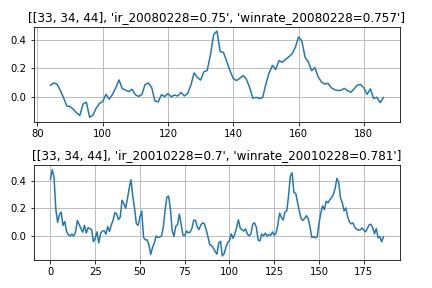 [[33, 34, 44], 'ir_20080228=0.75', 'winrate_20080228=0.757']
0.4
0.2
0.0
80 100 120 140 160 180
[[33, 34, 44], 'ir_20010228=0.7', 'winrate_20010228=0.781']
0.4
0.2
0.0
0 25 50 75 100 125 150 175